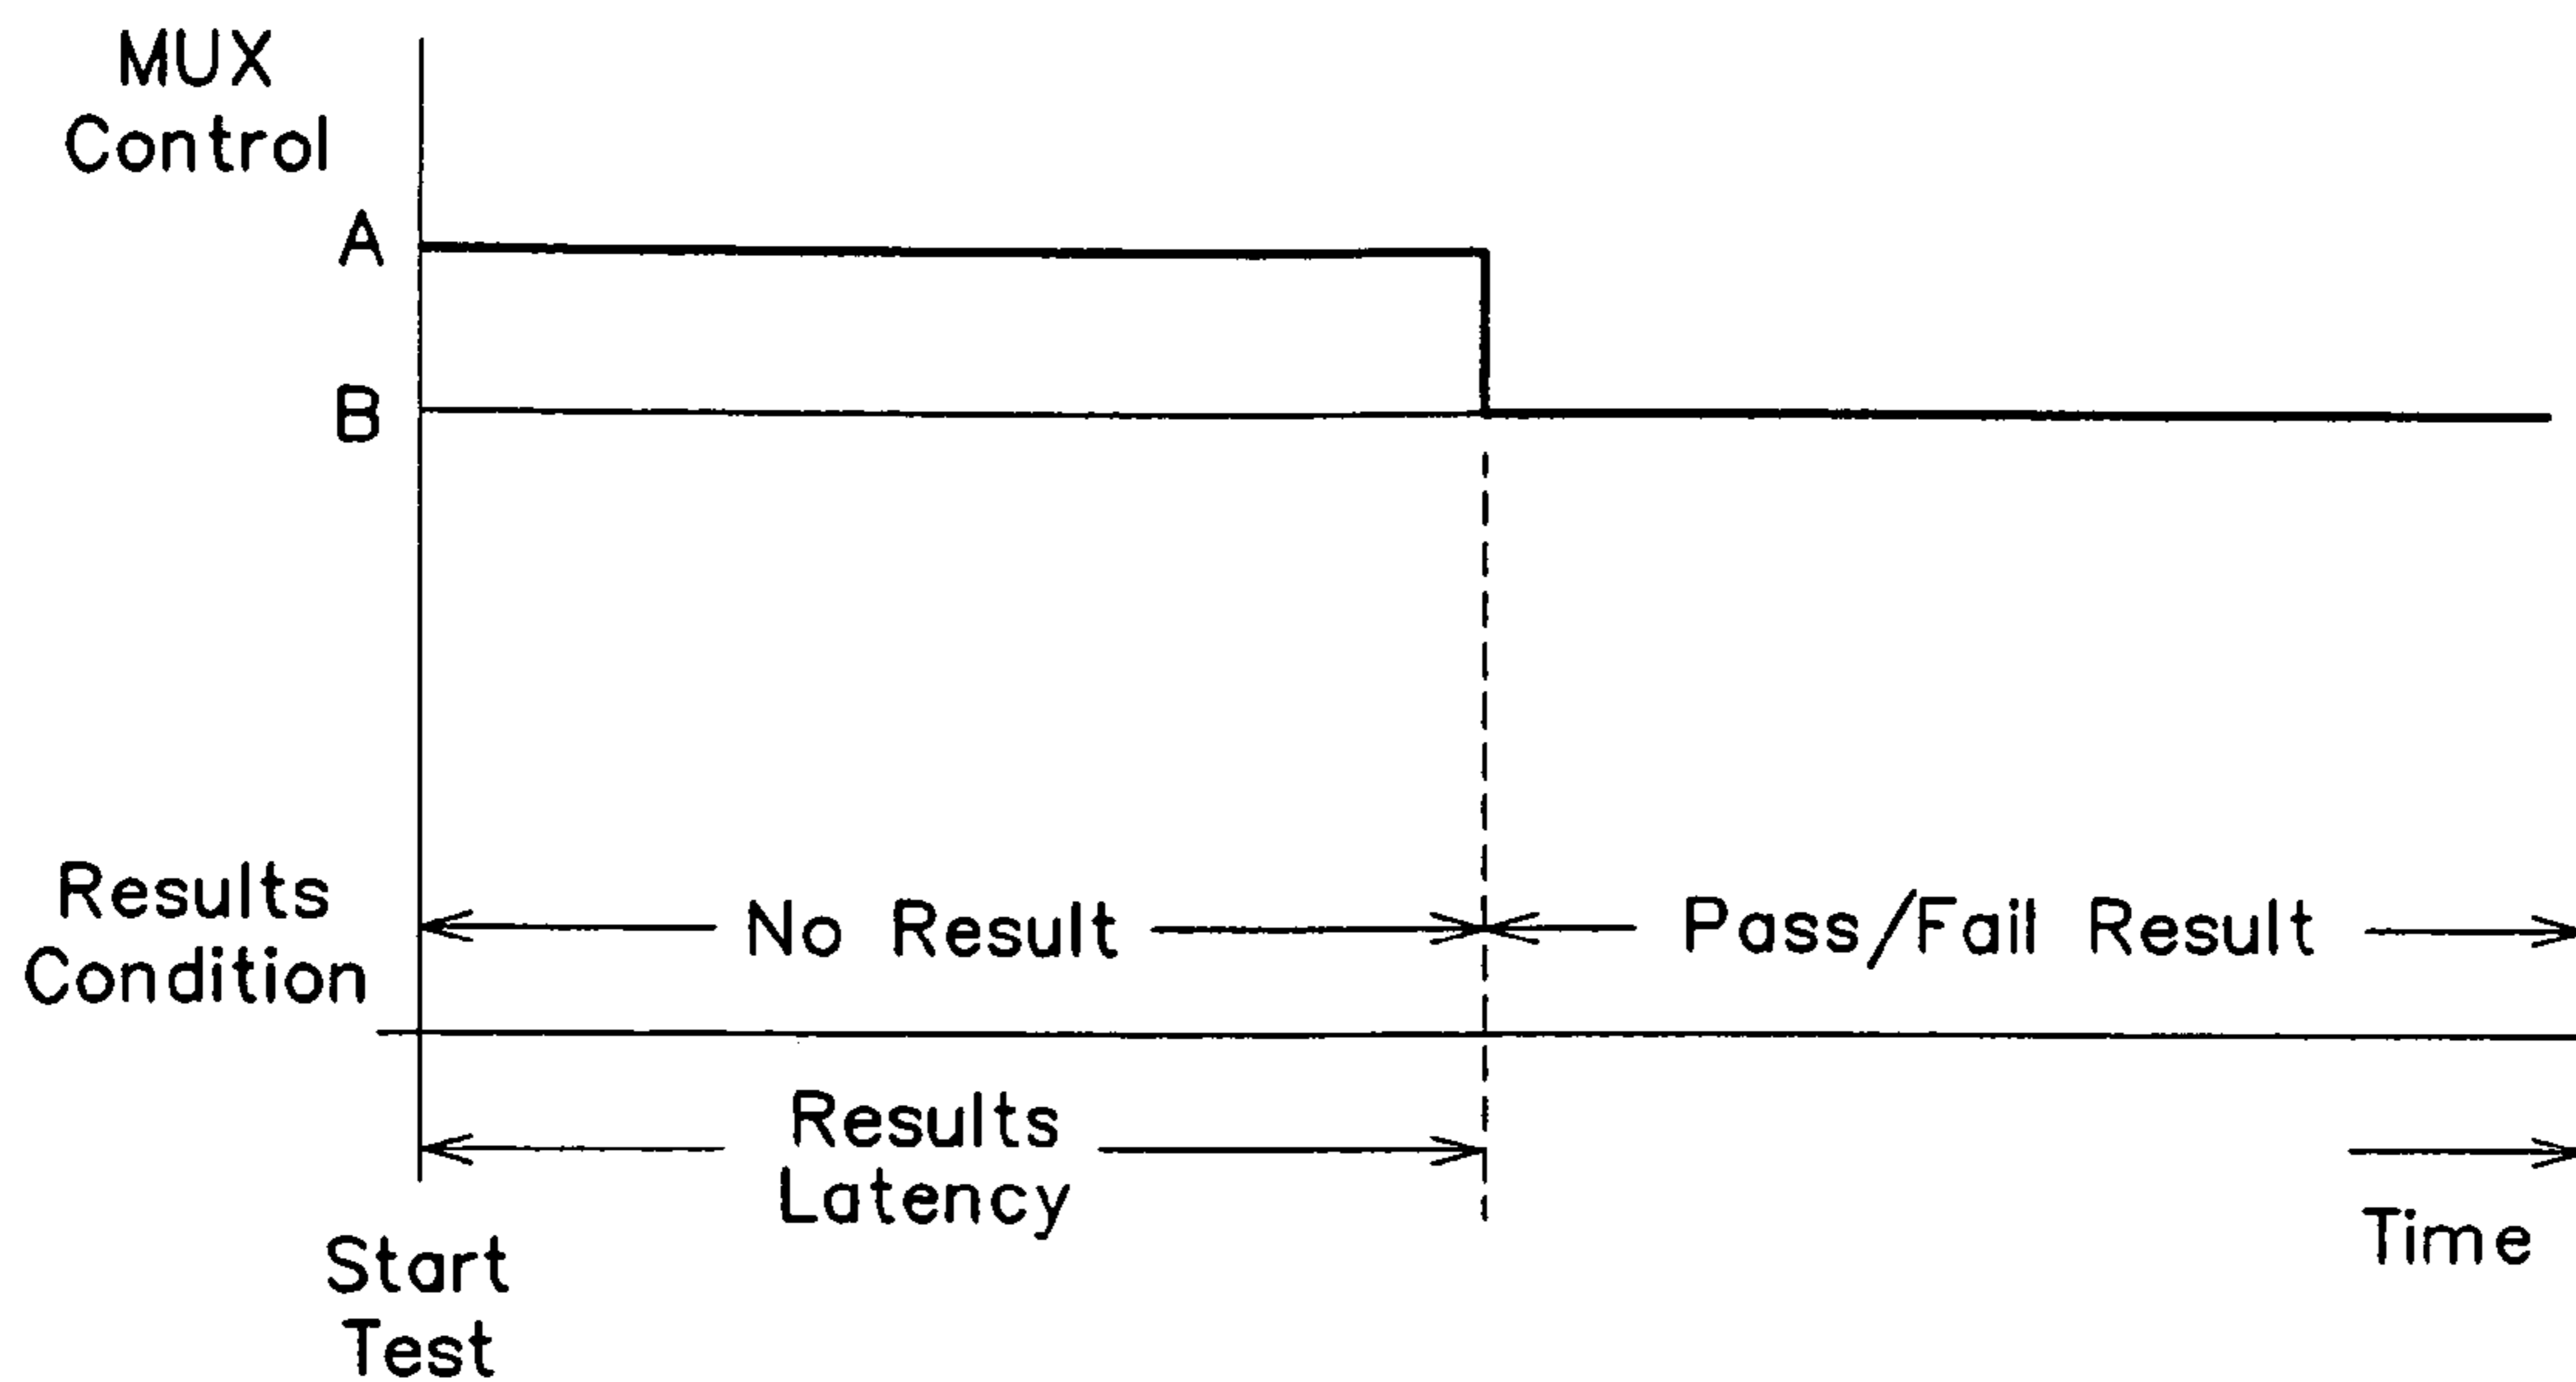 MUX
Control
A
B
Results
Condition
No Result
Pass/Fail Result
Results
Latency
Start
Test
Time